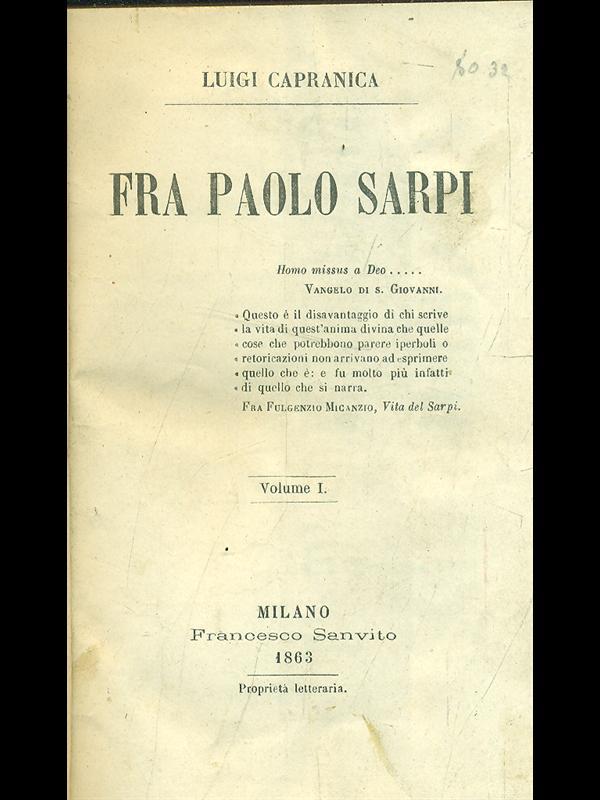 LUIGI CAPRANICA
FRA PAOLO SARPI
Homo missus a Deo . . . . .
VANGELO DI S. GIOVANNI.
« Questo é il disavantaggio di chi scrive
« la vita di quest'anima divina che quelle
« cose che potrebbono parere iperboli o
« retoricazioni non arrivano ad esprimere
« quello che è: e fu molto più infatti
« di quello che si narra.
FRA FULGENZIO MICANZIO, Vita del Sarpi.
Volume I.
MILANO
Francesco Sanvito
1863
Proprietà letteraria.